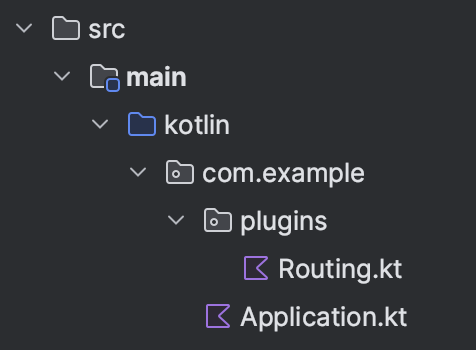 src
main
kotlin
com.example
plugins
Routing.kt
Application.kt